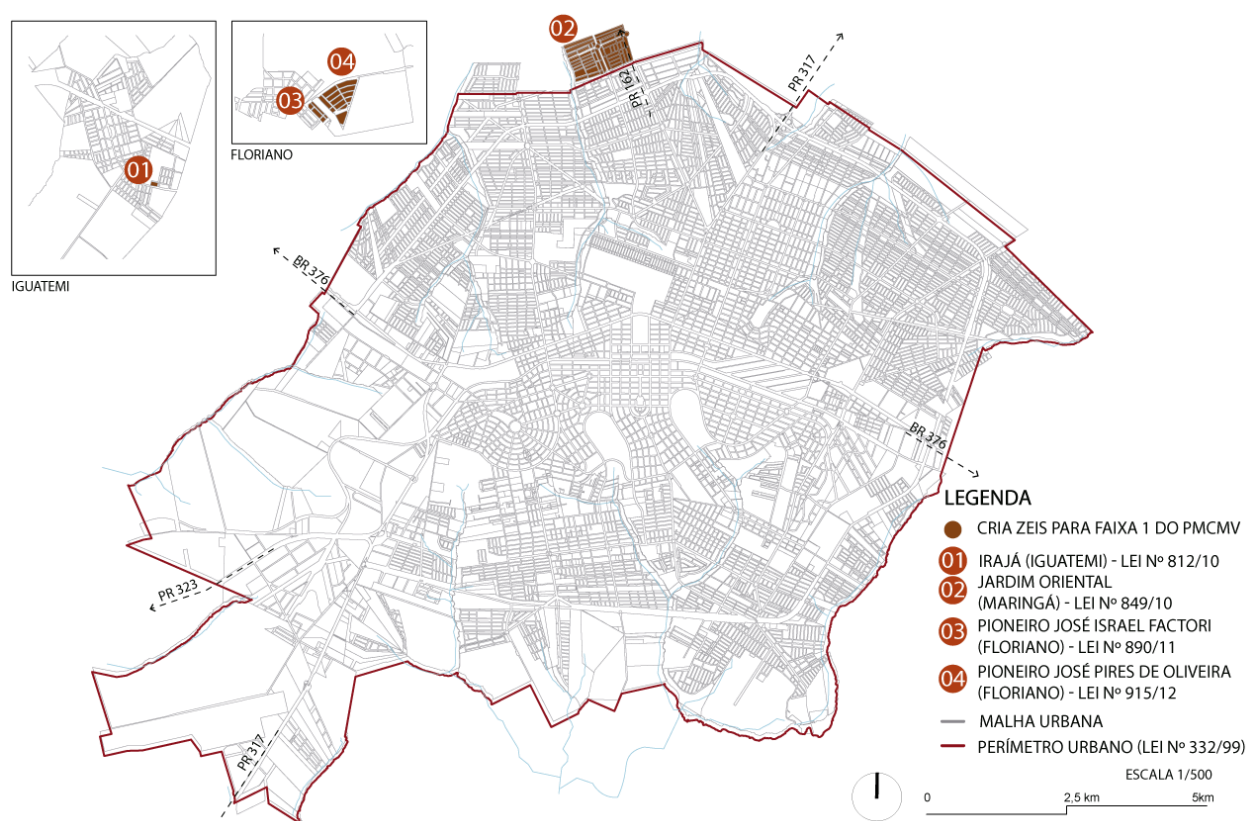 02
04
03
FLORIANO
01
IGUATEMI
PR 162
PR 317
BR 376
BR 376
PR 323
PR 317
LEGENDA
CRIA ZEIS PARA FAIXA 1 DO PMCMV
01 IRAJÁ (IGUATEMI) - LEI Nº 812/10
02 JARDIM ORIENTAL
(MARINGÁ) - LEI Nº 849/10
03 PIONEIRO JOSÉ ISRAEL FACTORI
(FLORIANO) - LEI Nº 890/11
04 PIONEIRO JOSÉ PIRES DE OLIVEIRA
(FLORIANO) - LEI Nº 915/12
MALHA URBANA
PERÍMETRO URBANO (LEI Nº 332/99)
ESCALA 1/500
0 2,5 km 5km